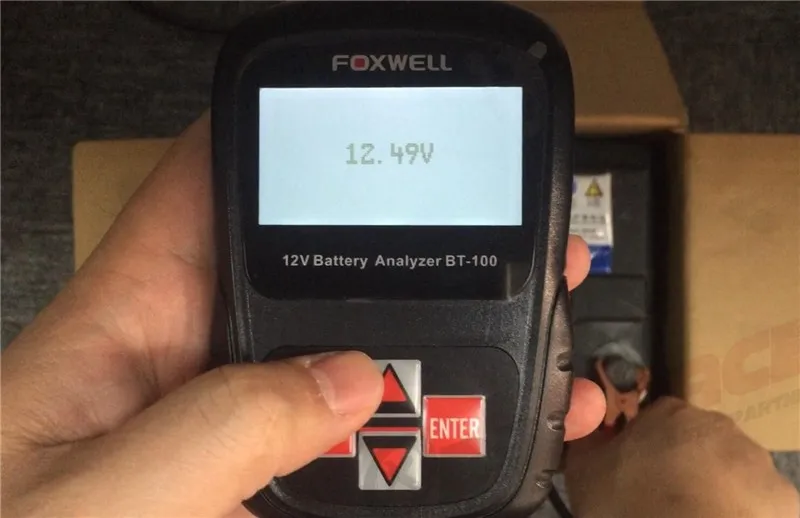 FOXWELL
12.49V
12V Battery Analyzer BT-100
ENTER